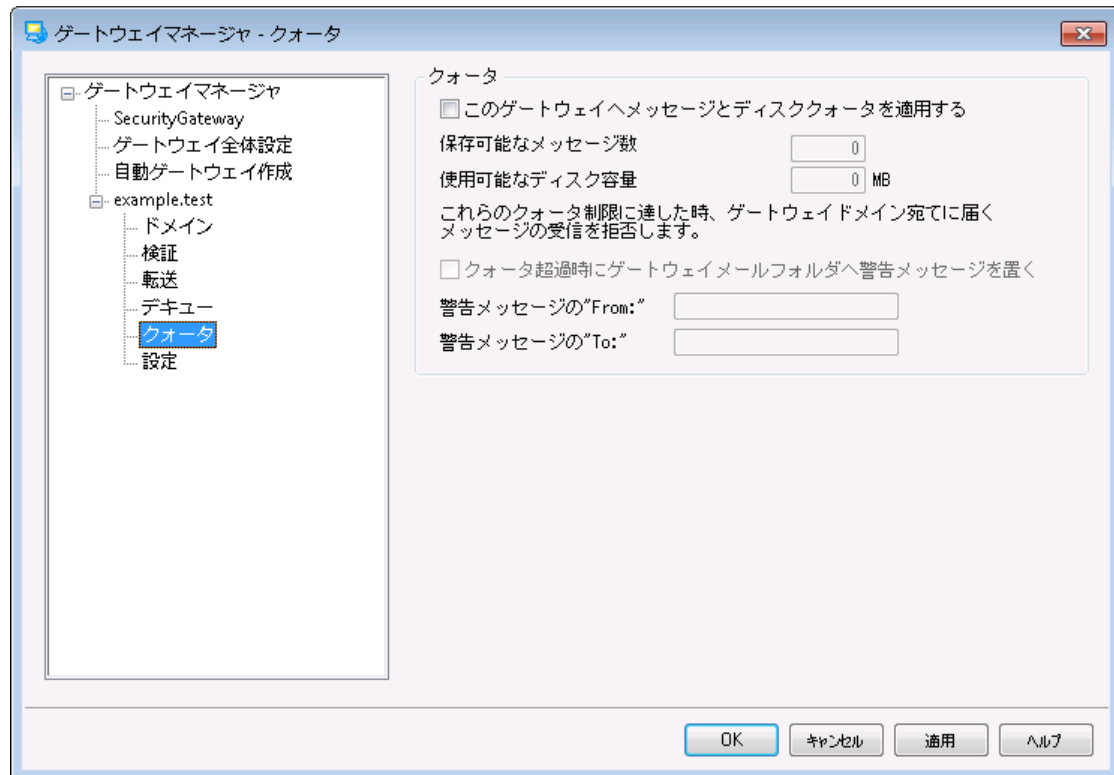 ゲートウェイマネージャ - クォータ
ゲートウェイマネージャ
SecurityGateway
ゲートウェイ全体設定
自動ゲートウェイ作成
example.test
ドメイン
検証
転送
デキュー
クォータ
設定
クォータ
このゲートウェイへメッセージとディスククォータを適用する
保存可能なメッセージ数
0
使用可能なディスク容量
0 MB
これらのクォータ制限に達した時、ゲートウェイドメイン宛てに届く
メッセージの受信を拒否します。
クォータ超過時にゲートウェイメールフォルダへ警告メッセージを置く
警告メッセージの"From:"
警告メッセージの"To:"
OK
キャンセル
適用
ヘルプ